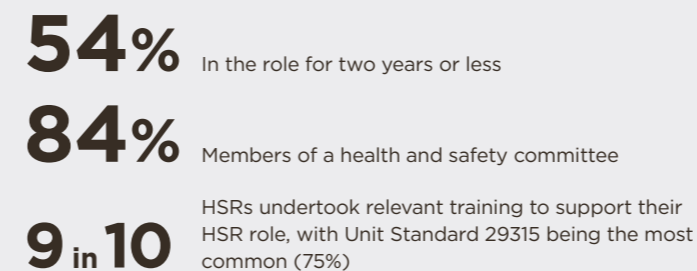 54% In the role for two years or less
84% Members of a health and safety committee
HSRs undertook relevant training to support their
9 in 10 HSR role, with Unit Standard 29315 being the most
common (75%)